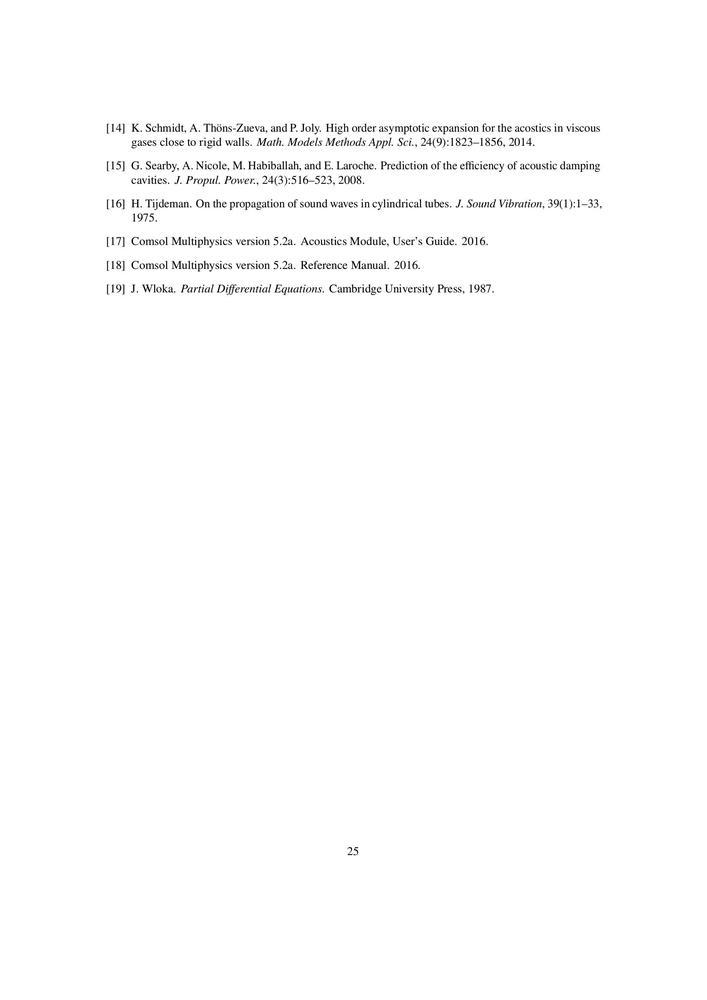 [14] K. Schmidt, A. Thöns-Zueva, and P. Joly. High order asymptotic expansion for the acostics in viscous
gases close to rigid walls. Math. Models Methods Appl. Sci., 24(9):1823–1856, 2014.
[15] G. Searby, A. Nicole, M. Habiballah, and E. Laroche. Prediction of the efficiency of acoustic damping
cavities. J. Propul. Power., 24(3):516–523, 2008.
[16] H. Tijdeman. On the propagation of sound waves in cylindrical tubes. J. Sound Vibration, 39(1):1–33,
1975.
[17] Comsol Multiphysics version 5.2a. Acoustics Module, User's Guide. 2016.
[18] Comsol Multiphysics version 5.2a. Reference Manual. 2016.
[19] J. Wloka. Partial Differential Equations. Cambridge University Press, 1987.
25